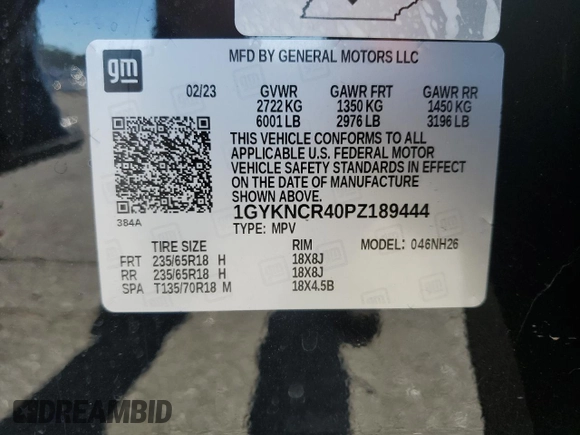 gm
MFD BY GENERAL MOTORS LLC
02/23 GVWR GAWR FRT GAWR RR
2722 KG 1350 KG 1450 KG
6001 LB 2976 LB 3196 LB
THIS VEHICLE CONFORMS TO ALL
APPLICABLE U.S. FEDERAL MOTOR
VEHICLE SAFETY STANDARDS IN EFFECT
ON THE DATE OF MANUFACTURE
SHOWN ABOVE.
384A
1GYKNCR40PZ189444
TYPE: MPV
TIRE SIZE RIM MODEL: 046NH26
FRT 235/65R18 H 18X8J
RR 235/65R18 H 18X8J
SPA T135/70R18 M 18X4.5B
DREAMBID